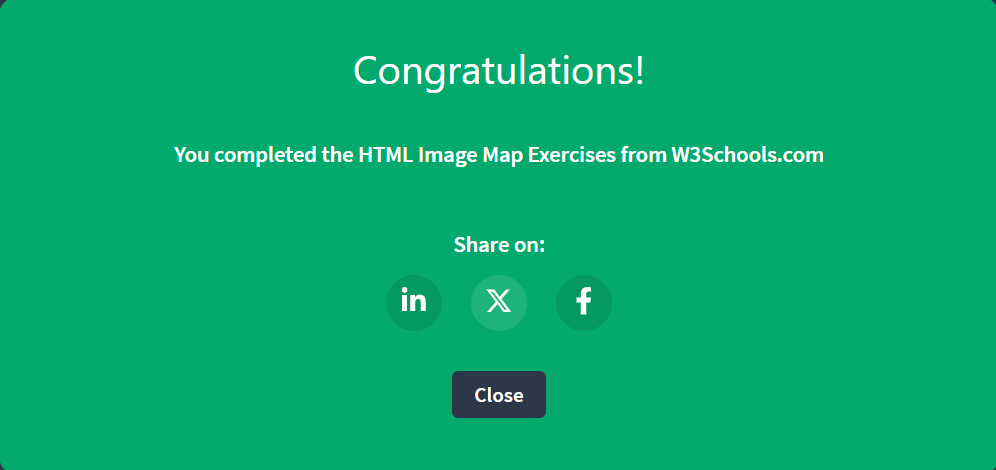 Congratulations!
You completed the HTML Image Map Exercises from W3Schools.com
Share on:
in X f
Close